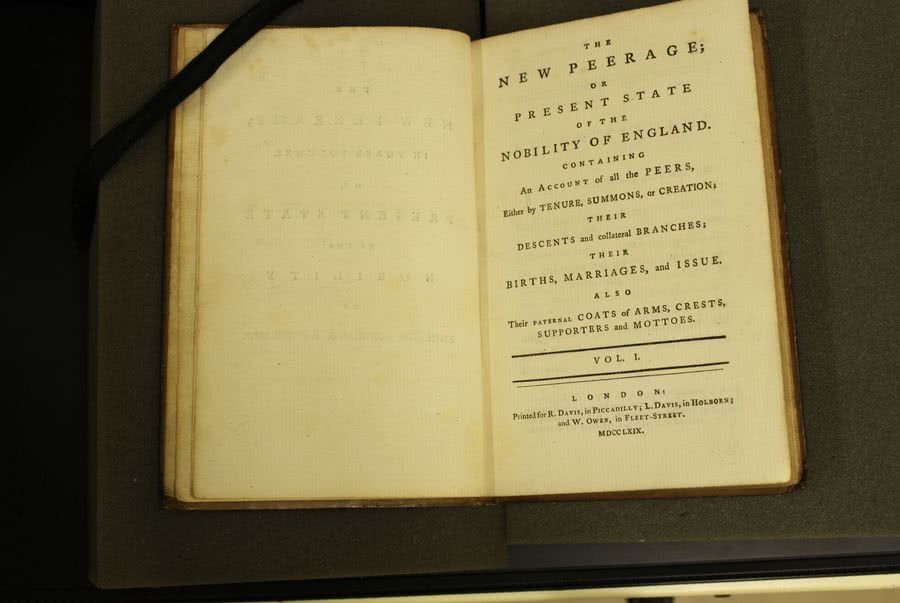 THE
NEW PEERAGE;
OR
PRESENT STATE
OF THE
NOBILITY OF ENGLAND.
CONTAINING
An ACCOUNT of all the PEERS,
Either by TENURE, SUMMONS, or CREATION;
THEIR
DESCENTS and collateral BRANCHES;
THEIR
BIRTHS, MARRIAGES, and ISSUE.
ALSO
Their PATERNAL COATS of ARMS, CRESTS,
SUPPORTERS and MOTTOES.
VOL. I.
LONDON:
Printed for R. DAVIS, in PICCADILLY; L. DAVIS, in HOLBORN;
and W. OWEN, in FLEET-STREET.
MDCCLXIX.